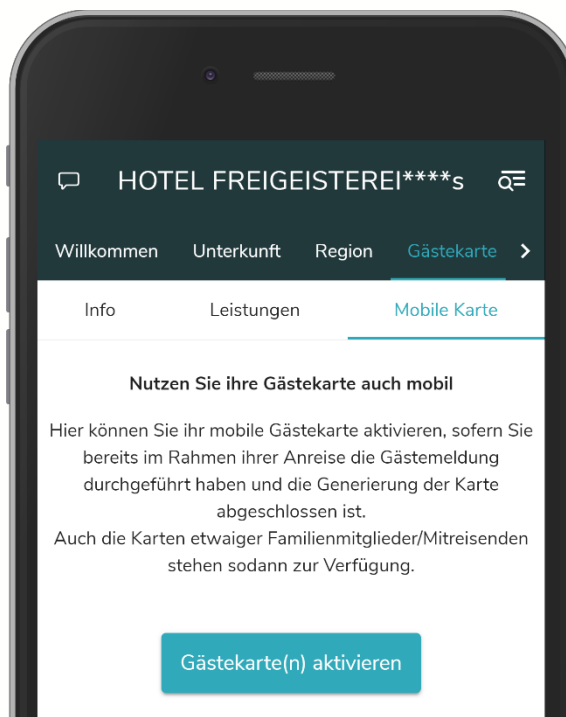 HOTEL FREIGEISTEREI****s
Willkommen Unterkunft Region Gästekarte
Info Leistungen Mobile Karte
Nutzen Sie ihre Gästekarte auch mobil
Hier können Sie ihr mobile Gästekarte aktivieren, sofern Sie
bereits im Rahmen ihrer Anreise die Gästemeldung
durchgeführt haben und die Generierung der Karte
abgeschlossen ist.
Auch die Karten etwaiger Familienmitglieder/Mitreisenden
stehen sodann zur Verfügung.
Gästekarte(n) aktivieren